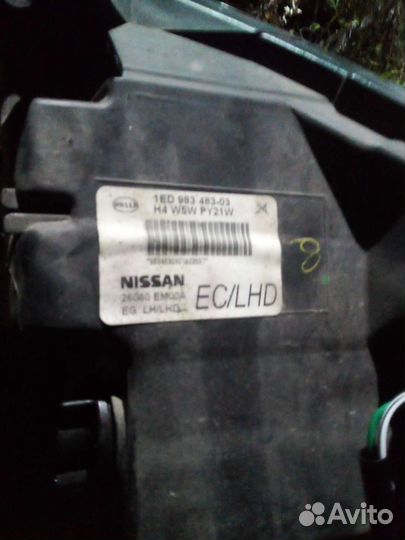 HELLA
1ED 963 483-03
H4 W5W PY21W
NISSAN
26060 EM00A
EG LH/LHD
EC/LHD
Avito